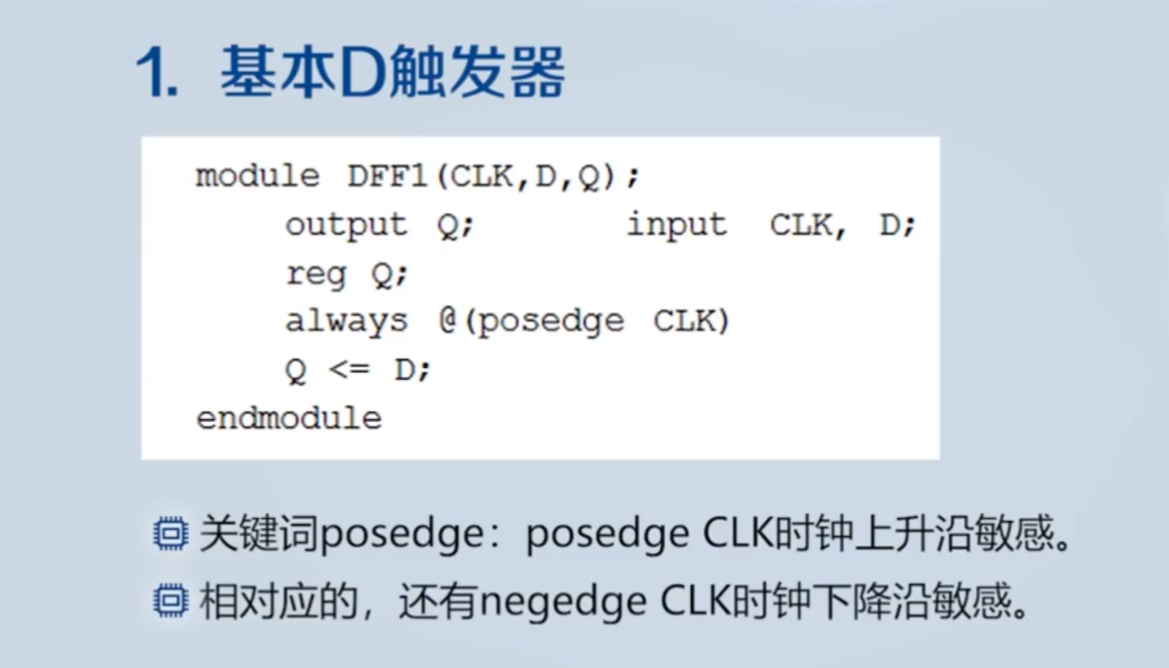 1. 基本D触发器
module DFF1(CLK,D,Q);
output Q; input CLK, D;
reg Q;
always @(posedge CLK)
Q <= D;
endmodule
关键词posedge：posedge CLK时钟上升沿敏感。
相对应的，还有negedge CLK时钟下降沿敏感。